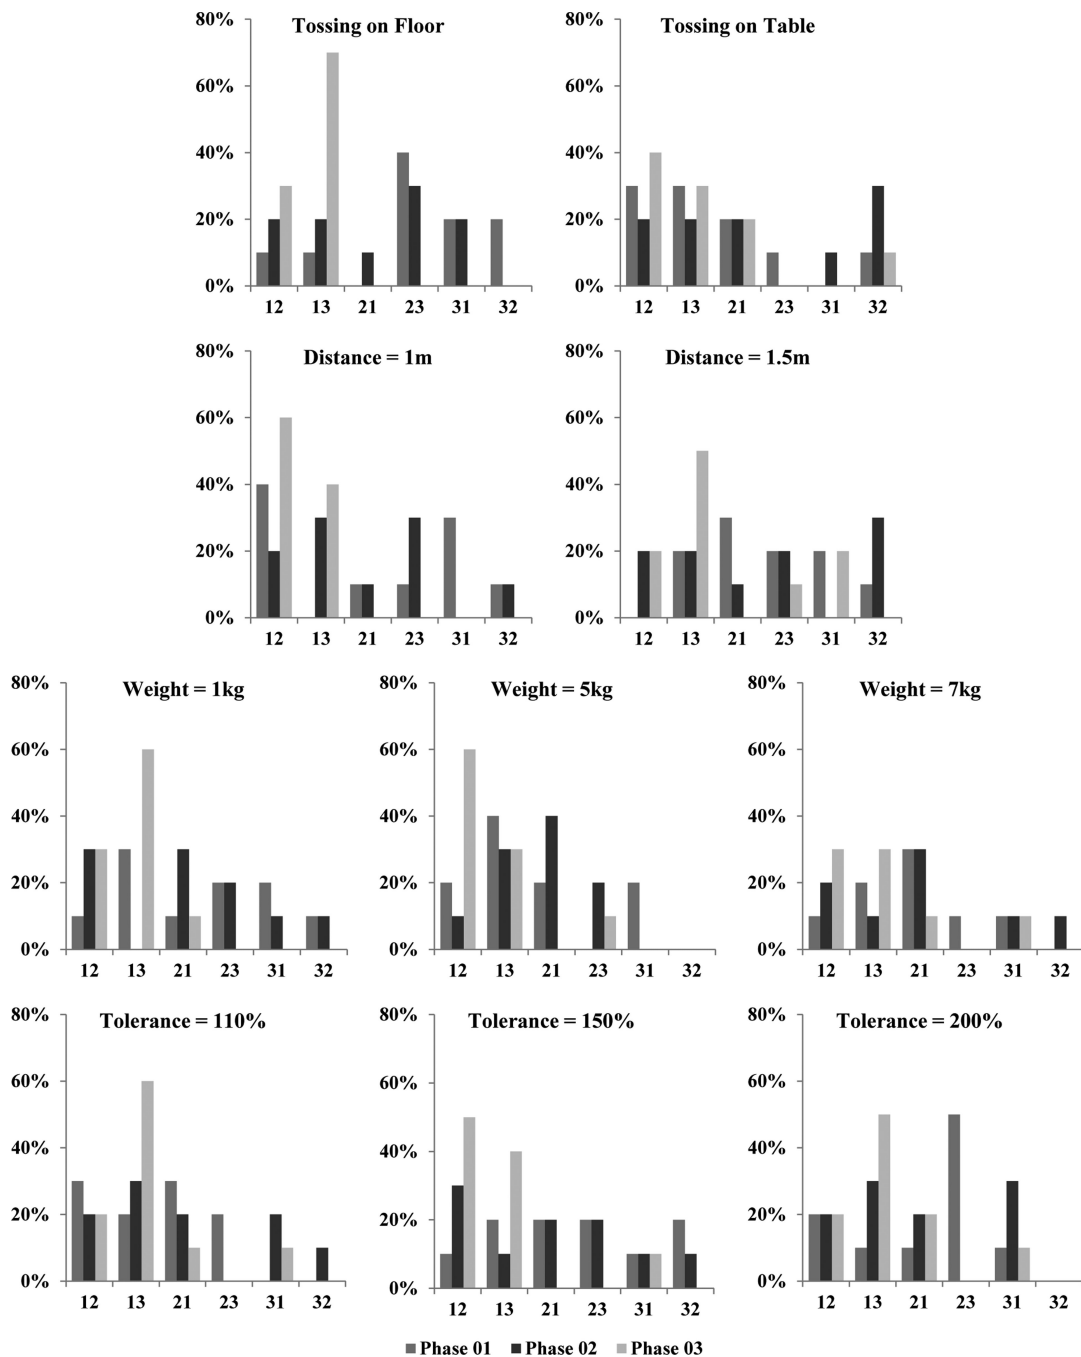 Tossing on Floor
80%
60%
40%
20%
0%
12 13 21 23 31 32
Tossing on Table
80%
60%
40%
20%
0%
12 13 21 23 31 32
Distance = 1m
80%
60%
40%
20%
0%
12 13 21 23 31 32
Distance = 1.5m
80%
60%
40%
20%
0%
12 13 21 23 31 32
Weight = 1kg
80%
60%
40%
20%
0%
12 13 21 23 31 32
Weight = 5kg
80%
60%
40%
20%
0%
12 13 21 23 31 32
Weight = 7kg
80%
60%
40%
20%
0%
12 13 21 23 31 32
Tolerance = 110%
80%
60%
40%
20%
0%
12 13 21 23 31 32
Tolerance = 150%
80%
60%
40%
20%
0%
12 13 21 23 31 32
Tolerance = 200%
80%
60%
40%
20%
0%
12 13 21 23 31 32
Phase 01 Phase 02 Phase 03